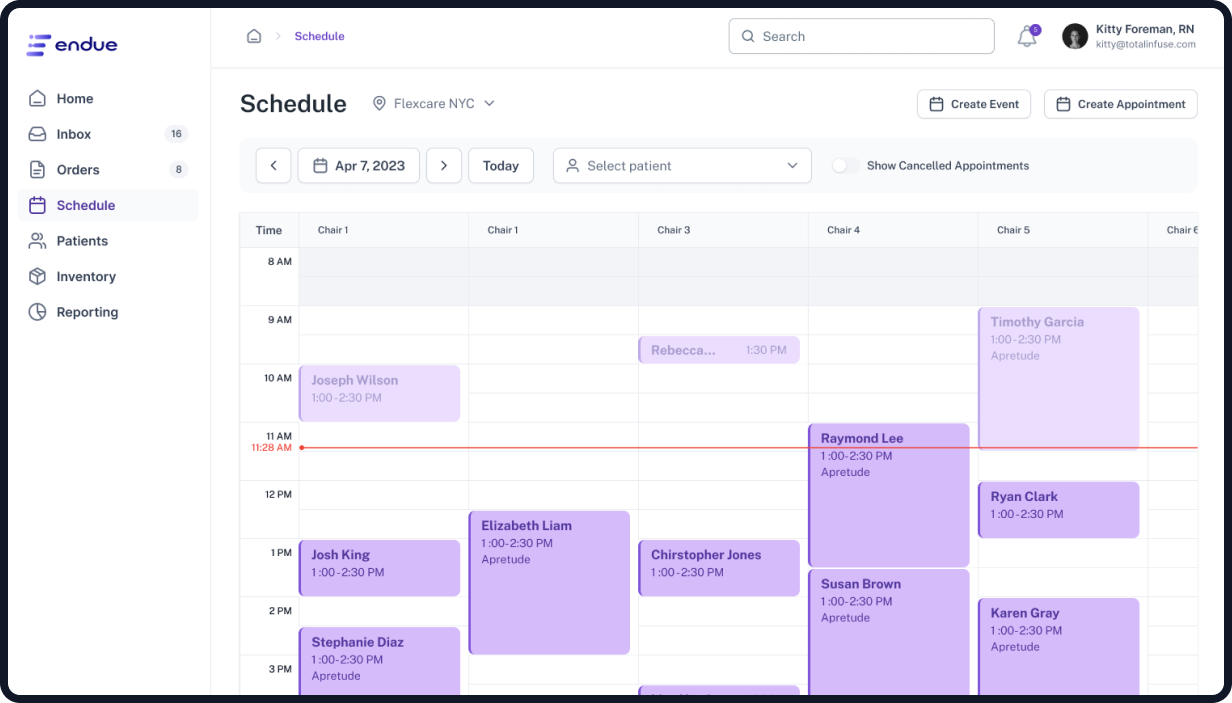 endue
Schedule
Search
5
Kitty Foreman, RN
kitty@totalinfuse.com
Home
Inbox 16
Orders 8
Schedule
Patients
Inventory
Reporting
Schedule
Flexcare NYC
Create Event
Create Appointment
Apr 7, 2023
Today
Select patient
Show Cancelled Appointments
Time Chair 1 Chair 1 Chair 3 Chair 4 Chair 5 Chair 6
8 AM
9 AM
Timothy Garcia
1:00-2:30 PM
Apretude
Rebecca... 1:30 PM
10 AM
Joseph Wilson
1:00-2:30 PM
11 AM
11:28 AM
Raymond Lee
1:00-2:30 PM
Apretude
12 PM
Ryan Clark
1:00-2:30 PM
Elizabeth Liam
1:00-2:30 PM
Apretude
1 PM
Josh King
1:00-2:30 PM
Chirstopher Jones
1:00-2:30 PM
Susan Brown
1:00-2:30 PM
Apretude
2 PM
Karen Gray
1:00-2:30 PM
Apretude
Stephanie Diaz
1:00-2:30 PM
Apretude
3 PM